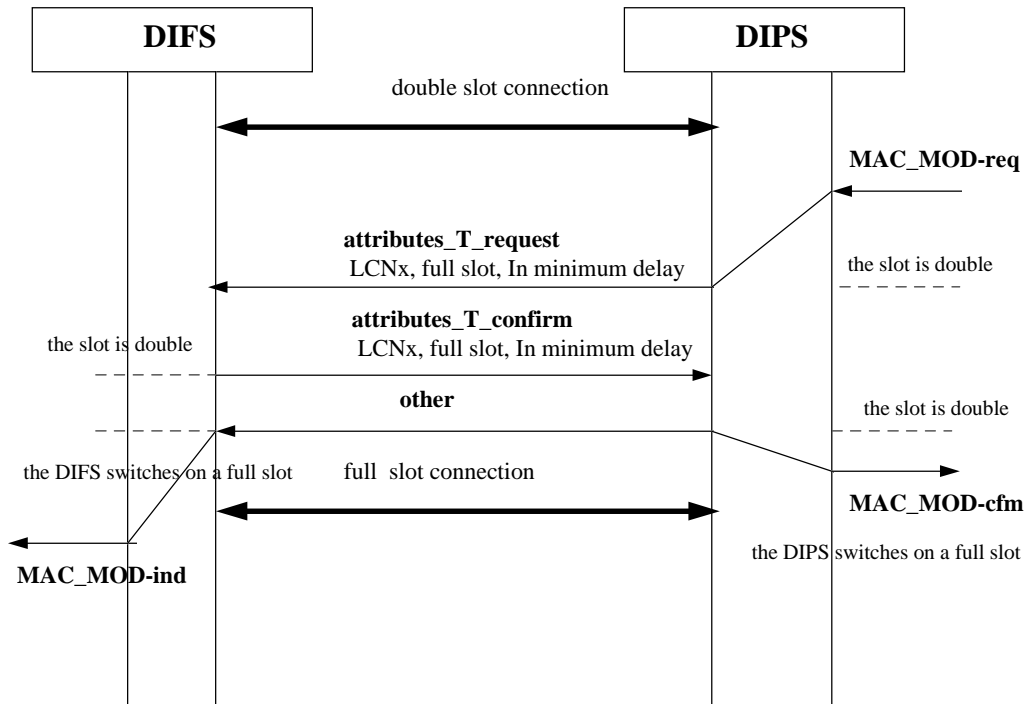 DIFS
DIPS
double slot connection
MAC_MOD-req
attributes_T_request
LCNx, full slot, In minimum delay
the slot is double
attributes_T_confirm
the slot is double
LCNx, full slot, In minimum delay
other
the slot is double
the DIFS switches on a full slot
full slot connection
MAC_MOD-cfm
the DIPS switches on a full slot
MAC_MOD-ind